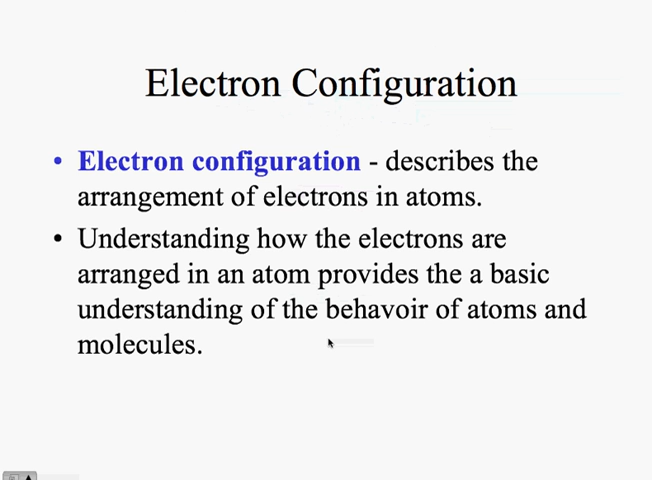 Electron Configuration
• Electron configuration - describes the
arrangement of electrons in atoms.
• Understanding how the electrons are
arranged in an atom provides the a basic
understanding of the behavoir of atoms and
molecules.